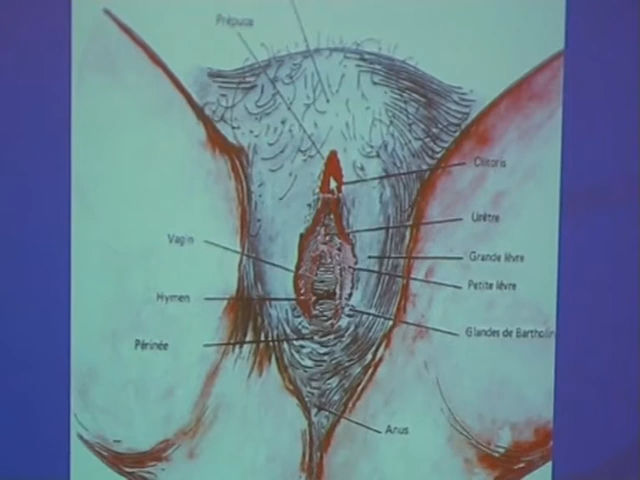 Prépuce
Clitoris
Urètre
Vagin
Grande lèvre
Petite lèvre
Hymen
Glandes de Bartholin
Périnée
Anus